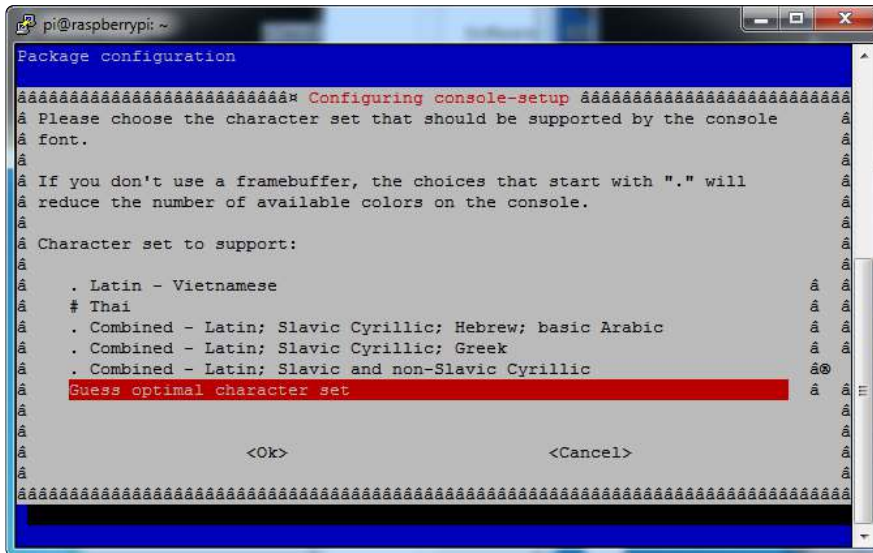 pi@raspberrypi: ~
Package configuration
âââââââââââââââââââââââââ⤠Configuring console-setup ââââââââââââââââââââââââââ
â Please choose the character set that should be supported by the console â
â font. â
â â
â If you don't use a framebuffer, the choices that start with "." will â
â reduce the number of available colors on the console. â
â â
â Character set to support: â
â â
â . Latin - Vietnamese â â
â # Thai â â
â . Combined - Latin; Slavic Cyrillic; Hebrew; basic Arabic â â
â . Combined - Latin; Slavic Cyrillic; Greek â â
â . Combined - Latin; Slavic and non-Slavic Cyrillic â®
â Guess optimal character set â â
â â
â â
â <Ok> <Cancel> â
â â
ââââââââââââââââââââââââââââââââââââââââââââââââââââââââââââââââââââââââââââââââ